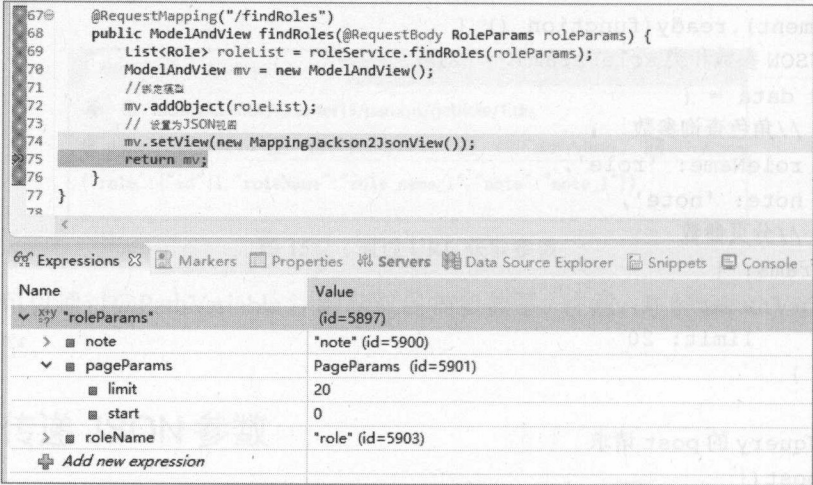 67 @RequestMapping("/findRoles")
68 public ModelAndView findRoles(@RequestBody RoleParams roleParams) {
69 List<Role> roleList = roleService.findRoles(roleParams);
70 ModelAndView mv = new ModelAndView();
71 //绑定模型
72 mv.addObject(roleList);
73 // 设置为JSON视图
74 mv.setView(new MappingJackson2JsonView());
75 return mv;
76 }
77 }
78
Expressions Markers Properties Servers Data Source Explorer Snippets Console
Name Value
"roleParams" (id=5897)
note "note" (id=5900)
pageParams PageParams (id=5901)
limit 20
start 0
roleName "role" (id=5903)
Add new expression